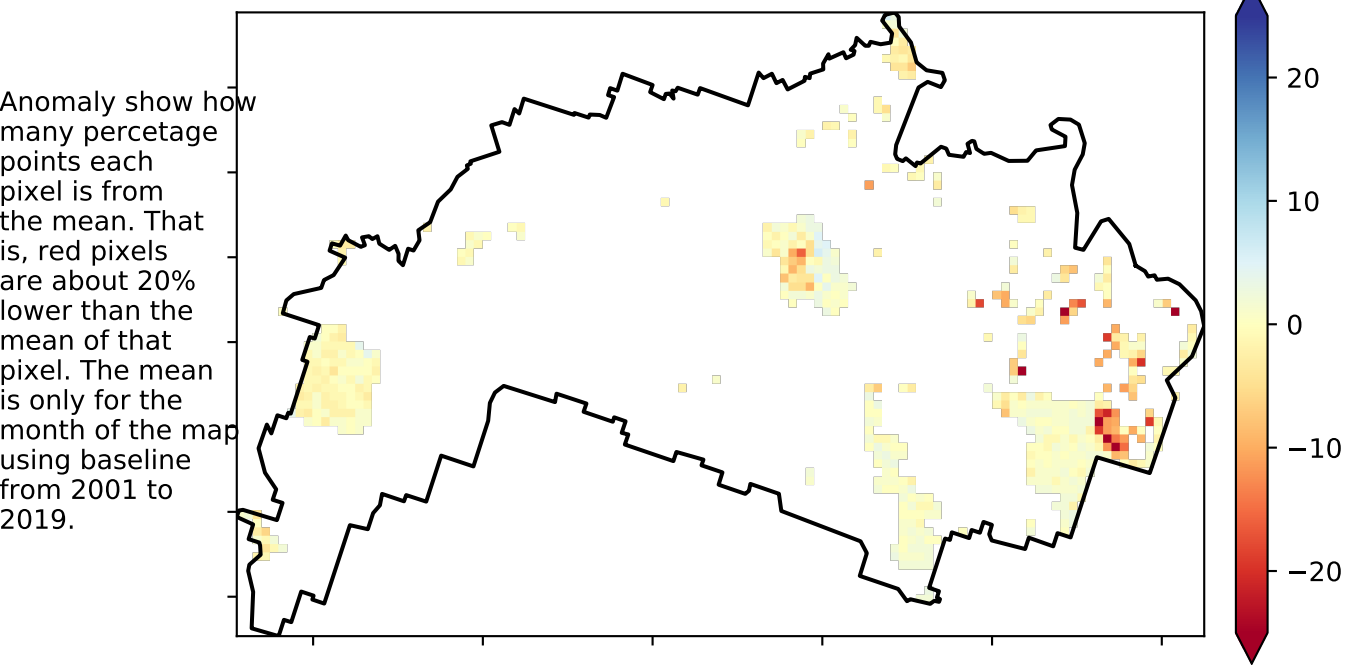 Anomaly show how
many percetage
points each
pixel is from
the mean. That
is, red pixels
are about 20%
lower than the
mean of that
pixel. The mean
is only for the
month of the map
using baseline
from 2001 to
2019.
20
10
0
−10
−20